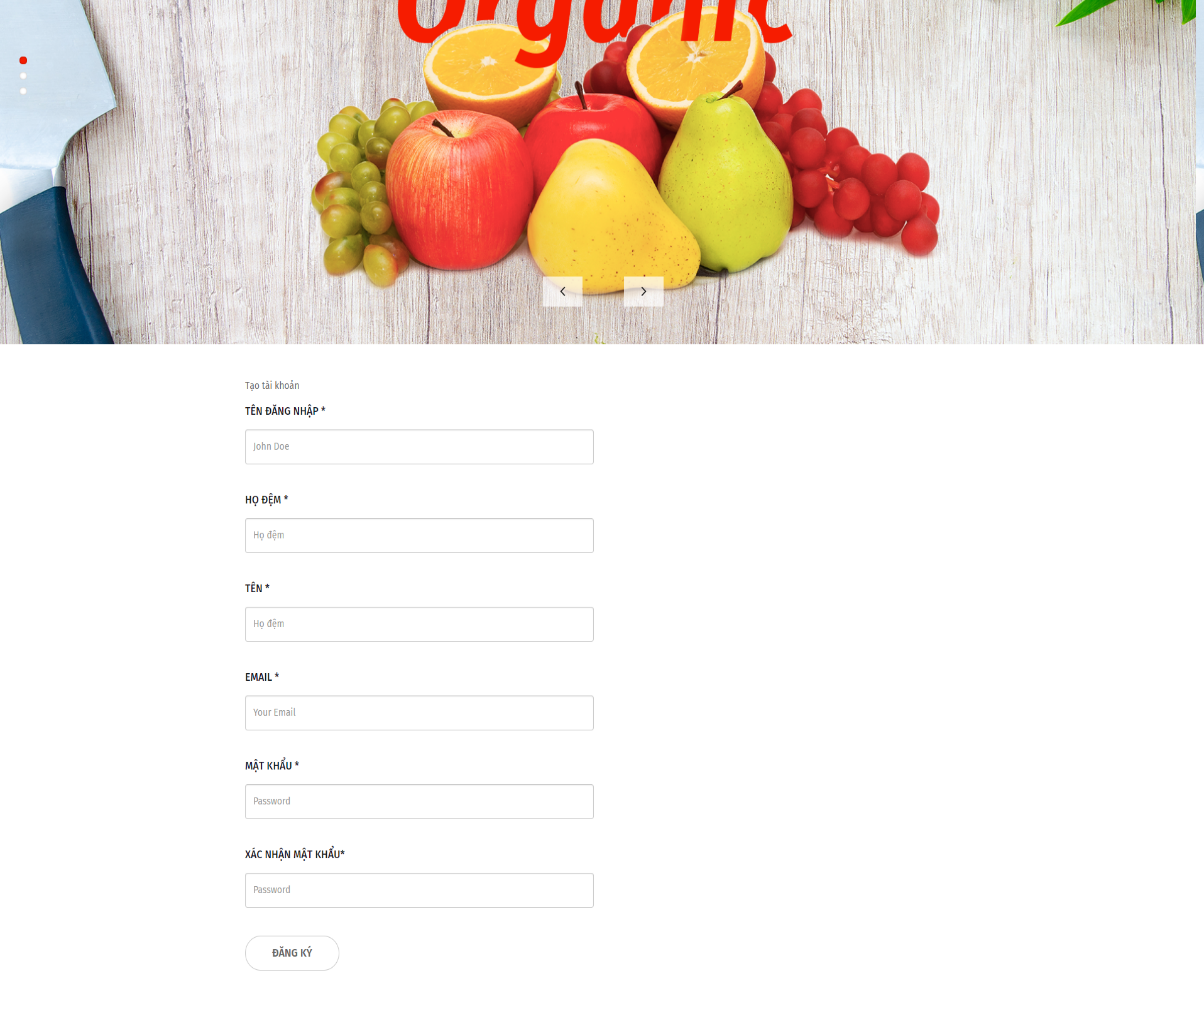 Organic
Tạo tài khoản
TÊN ĐĂNG NHẬP *
John Doe
HỌ ĐỆM *
Họ đệm
TÊN *
Họ đệm
EMAIL *
Your Email
MẬT KHẨU *
Password
XÁC NHẬN MẬT KHẨU*
Password
ĐĂNG KÝ